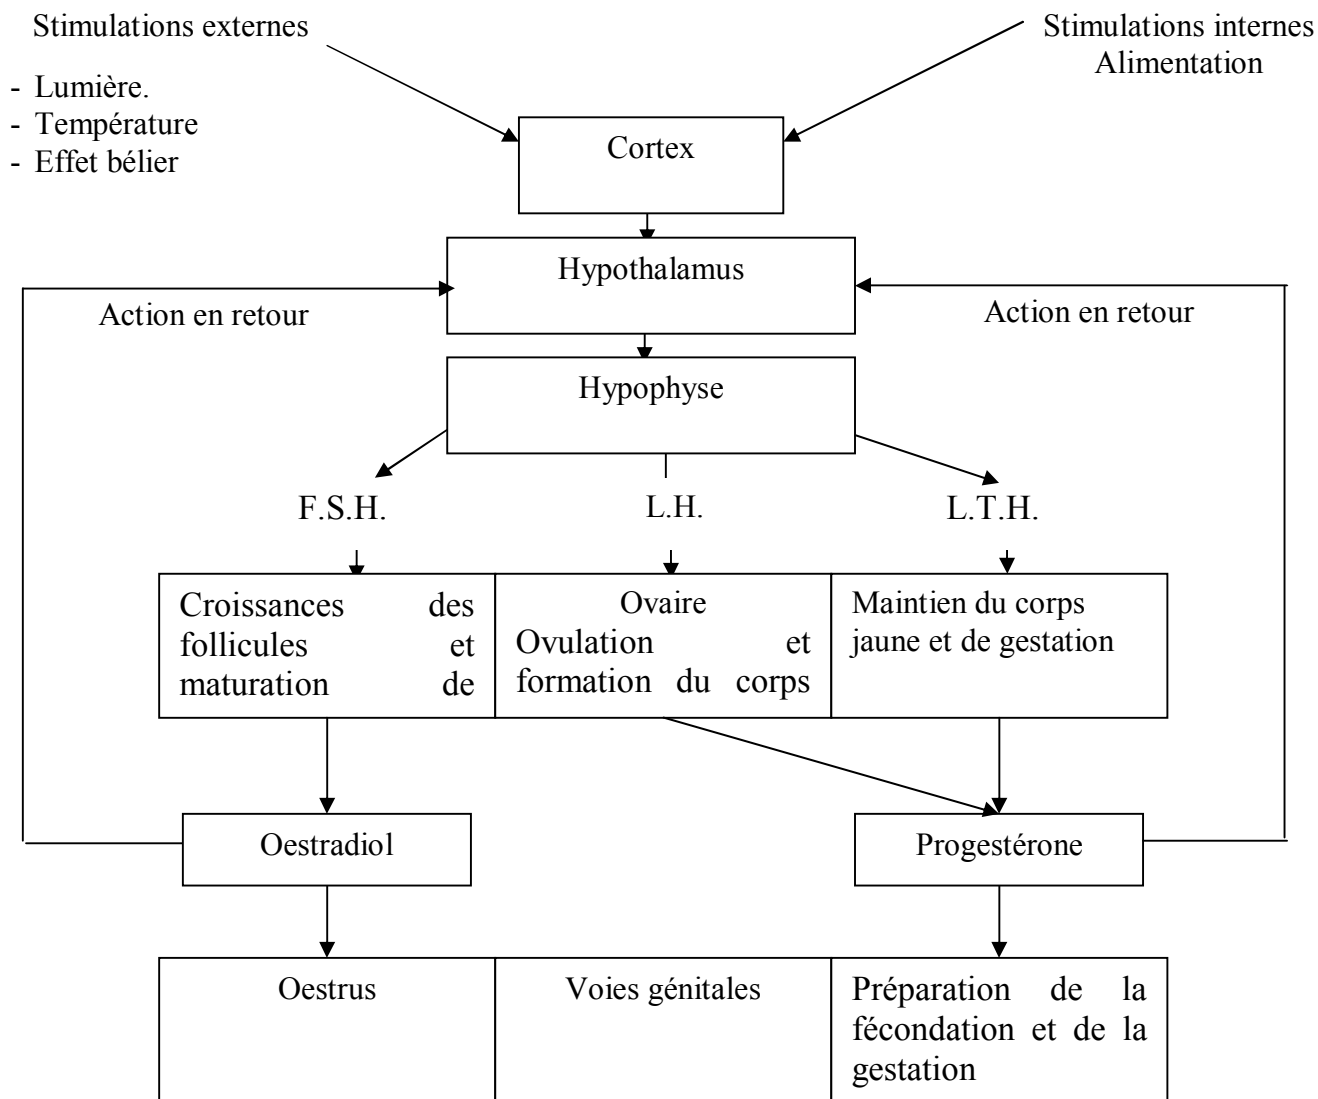 Stimulations externes
- Lumière.
- Température
- Effet bélier
Stimulations internes
Alimentation
Cortex
Hypothalamus
Action en retour
Action en retour
Hypophyse
F.S.H.
L.H.
L.T.H.
Croissances des
follicules et
maturation de
Ovaire
Ovulation et
formation du corps
Maintien du corps
jaune et de gestation
Oestradiol
Progestérone
Oestrus
Voies génitales
Préparation de la
fécondation et de la
gestation